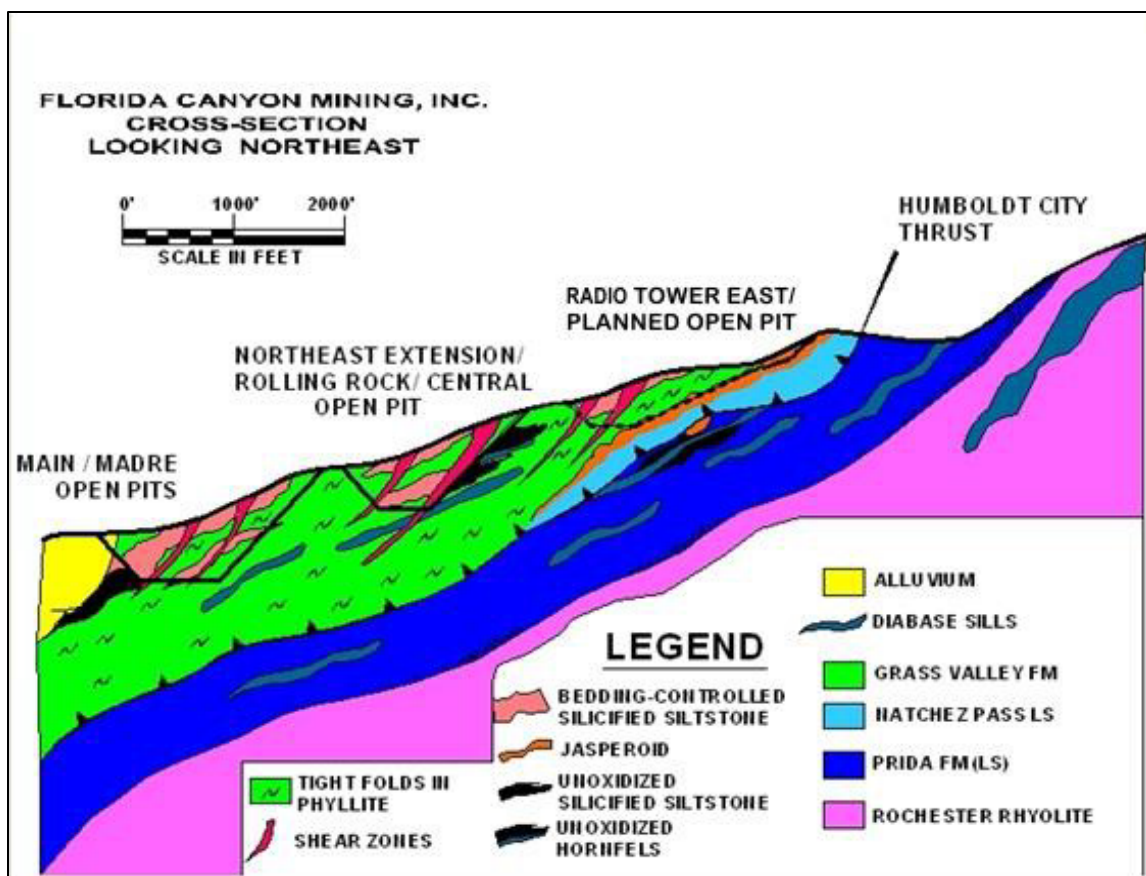 FLORIDA CANYON MINING, INC.
CROSS-SECTION
LOOKING NORTHEAST
0' 1000' 2000'
SCALE IN FEET
HUMBOLDT CITY
THRUST
RADIO TOWER EAST/
PLANNED OPEN PIT
NORTHEAST EXTENSION/
ROLLING ROCK/ CENTRAL
OPEN PIT
MAIN / MADRE
OPEN PITS
LEGEND
TIGHT FOLDS IN
PHYLLITE
SHEAR ZONES
BEDDING-CONTROLLED
SILICIFIED SILTSTONE
JASPEROID
UNOXIDIZED
SILICIFIED SILTSTONE
UNOXIDIZED
HORNFELS
ALLUVIUM
DIABASE SILLS
GRASS VALLEY FM
NATCHEZ PASS LS
PRIDA FM (LS)
ROCHESTER RHYOLITE